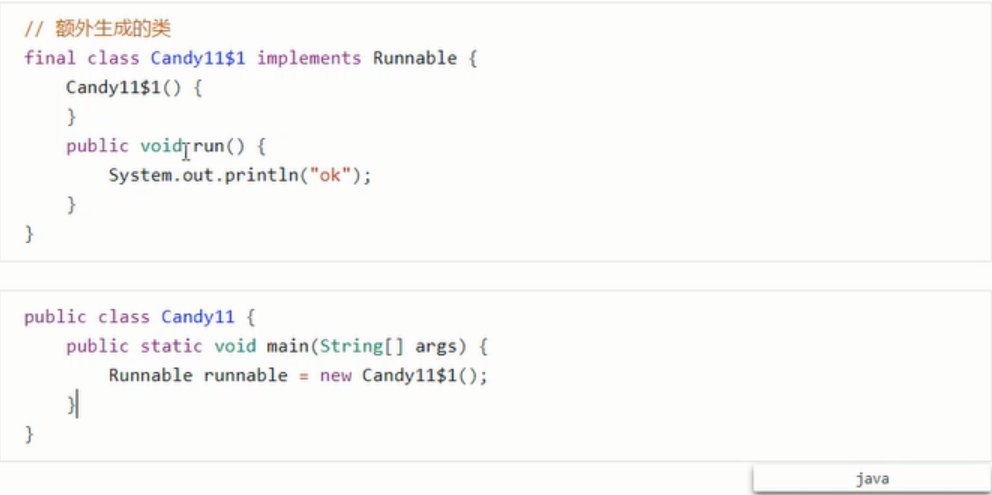 // 额外生成的类
final class Candy11$1 implements Runnable {
    Candy11$1() {
    }
    public void run() {
        System.out.println("ok");
    }
}
public class Candy11 {
    public static void main(String[] args) {
        Runnable runnable = new Candy11$1();
    }
}
java